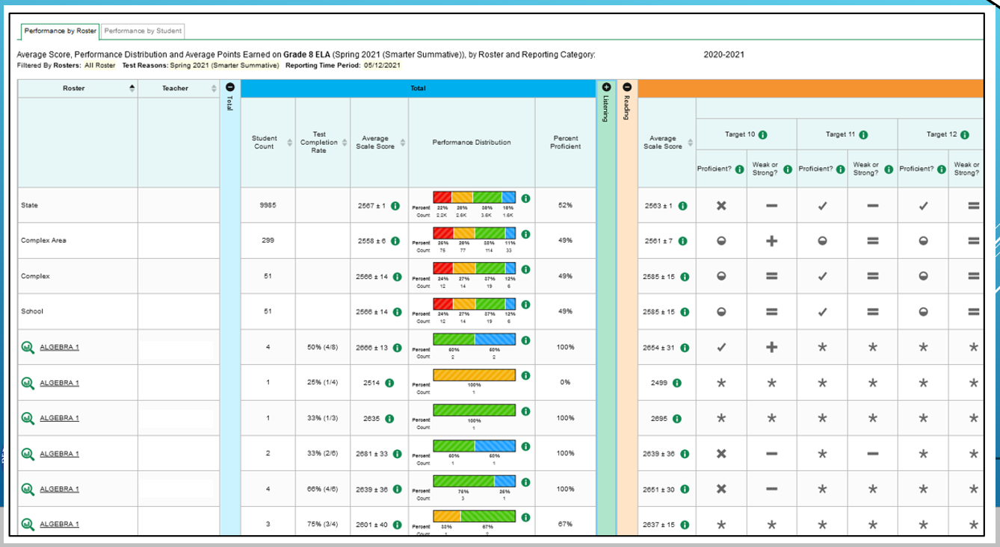 Performance by Roster Performance by Student
Average Score, Performance Distribution and Average Points Earned on Grade 8 ELA (Spring 2021 (Smarter Summative)), by Roster and Reporting Category: 2020-2021
Filtered By Rosters: All Roster Test Reasons: Spring 2021 (Smarter Summative) Reporting Time Period: 05/12/2021
Roster Teacher Total Total Listening Reading
Student Count Test Completion Rate Average Scale Score Performance Distribution Percent Proficient Average Scale Score
Target 10 Target 11 Target 12
Proficient? Weak or Strong? Proficient? Weak or Strong? Proficient? Weak or Strong?
State 9985 2567 ± 1 52% 2563 ± 1
Percent 22% 26% 36% 16%
Count 2.2K 2.6K 3.6K 1.6K
Complex Area 299 2558 ± 6 49% 2561 ± 7
Percent 25% 26% 38% 11%
Count 75 77 114 33
Complex 51 2566 ± 14 49% 2585 ± 15
Percent 24% 27% 37% 12%
Count 12 14 19 6
School 51 2566 ± 14 49% 2585 ± 15
Percent 24% 27% 37% 12%
Count 12 14 19 6
ALGEBRA 1 4 50% (4/8) 2666 ± 13 100% 2654 ± 31
Percent 50% 50%
Count 2 2
ALGEBRA 1 1 25% (1/4) 2514 0% 2499
Percent 100%
Count 1
ALGEBRA 1 1 33% (1/3) 2635 100% 2695
Percent 100%
Count 1
ALGEBRA 1 2 33% (2/6) 2681 ± 33 100% 2639 ± 36
Percent 50% 50%
Count 1 1
ALGEBRA 1 4 66% (4/6) 2639 ± 36 100% 2651 ± 30
Percent 75% 25%
Count 3 1
ALGEBRA 1 3 75% (3/4) 2601 ± 40 67% 2637 ± 15
Percent 33% 67%